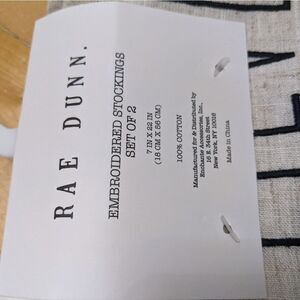 RAE DUNN.
EMBROIDERED STOCKINGS
SET OF 2
7 IN X 22 IN
(18 CM X 56 CM)
100% COTTON
Manufactured for & Distributed by
Enchante Accessories, Inc.
16 E. 34th Street
New York, NY 10016
Made in China